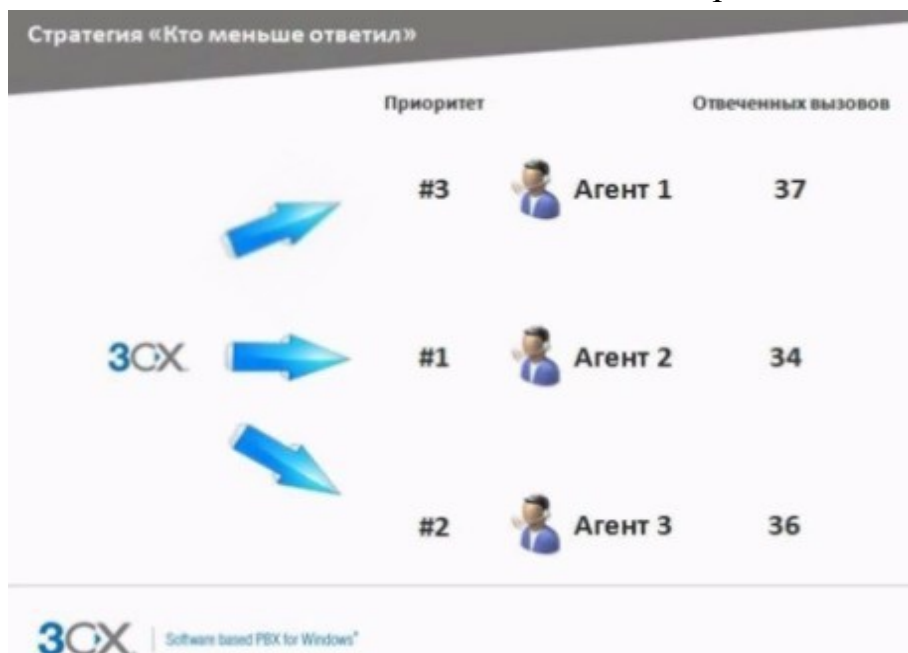 Стратегия «Кто меньше ответил»
Приоритет Отвеченных вызовов
#3 Агент 1 37
3CX #1 Агент 2 34
#2 Агент 3 36
3CX Software based PBX for Windows®